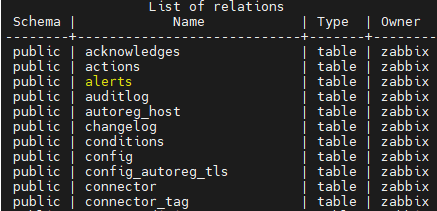 List of relations
Schema | Name | Type | Owner
--------+----------------------------+-------+--------
public | acknowledges | table | zabbix
public | actions | table | zabbix
public | alerts | table | zabbix
public | auditlog | table | zabbix
public | autoreg_host | table | zabbix
public | changelog | table | zabbix
public | conditions | table | zabbix
public | config | table | zabbix
public | config_autoreg_tls | table | zabbix
public | connector | table | zabbix
public | connector_tag | table | zabbix